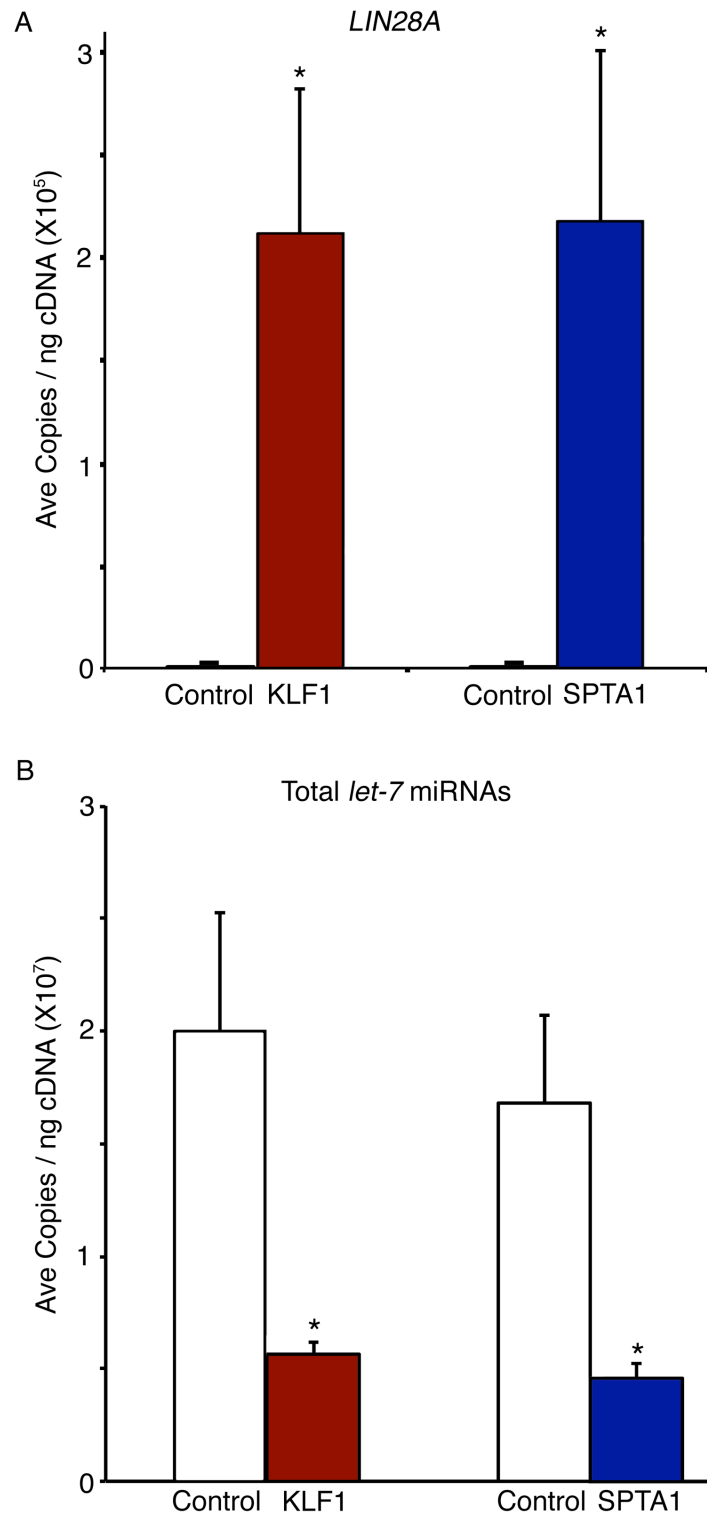 A
LIN28A
3
2
1
0
Ave Copies / ng cDNA (X10⁵)
*
*
Control KLF1
Control SPTA1
B
Total let-7 miRNAs
3
2
1
0
Ave Copies / ng cDNA (X10⁷)
*
*
Control KLF1
Control SPTA1